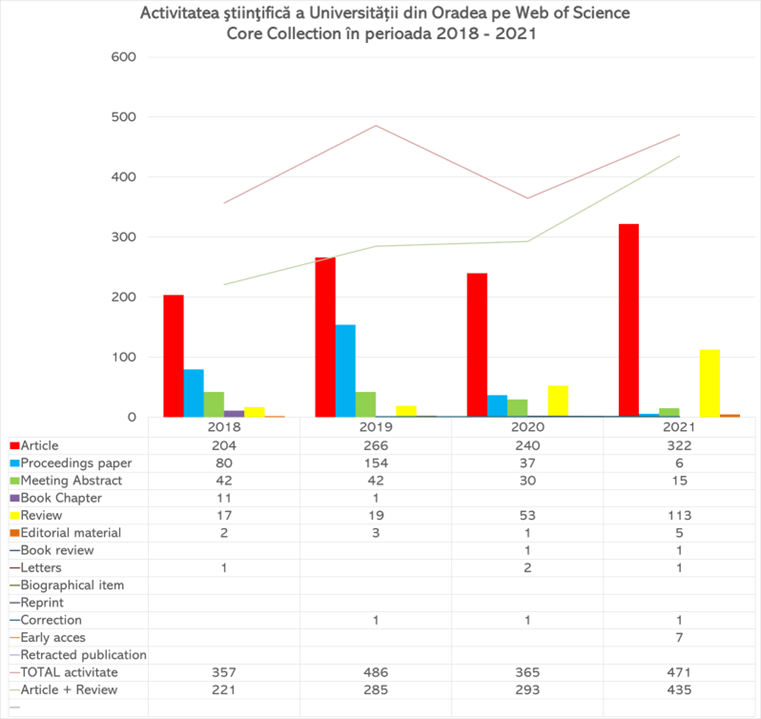 Activitatea ştiinţifică a Universității din Oradea pe Web of Science
Core Collection în perioada 2018 - 2021
600
500
400
300
200
100
0
2018 2019 2020 2021
Article 204 266 240 322
Proceedings paper 80 154 37 6
Meeting Abstract 42 42 30 15
Book Chapter 11 1
Review 17 19 53 113
Editorial material 2 3 1 5
Book review 1 1
Letters 1 2 1
Biographical item
Reprint
Correction 1 1 1
Early acces 7
Retracted publication
TOTAL activitate 357 486 365 471
Article + Review 221 285 293 435